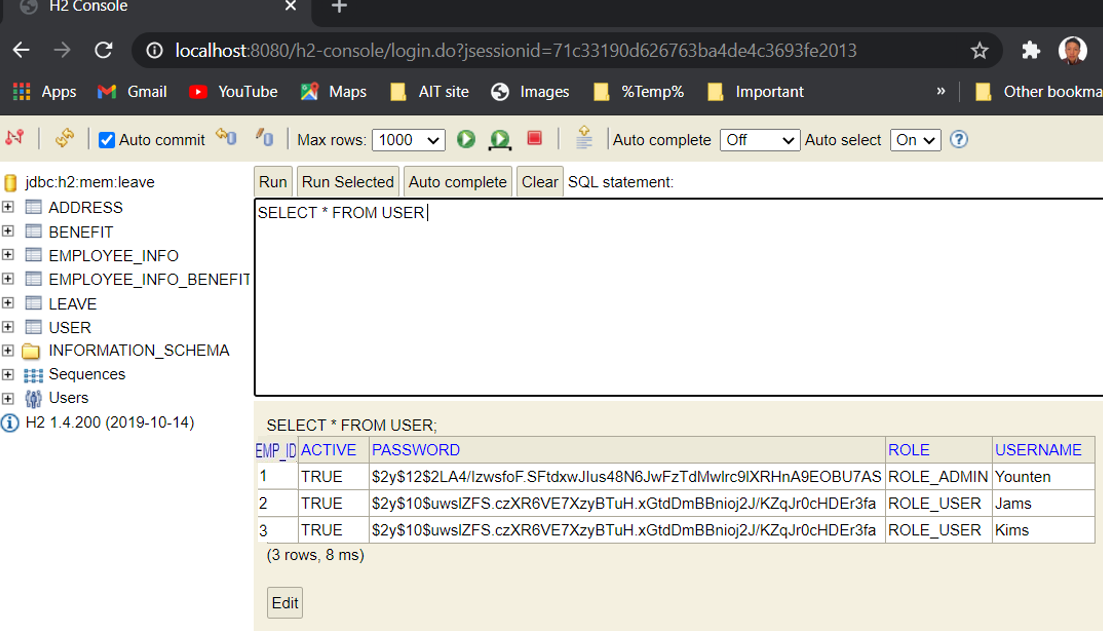 H2 Console
localhost:8080/h2-console/login.do?jsessionid=71c33190d626763ba4de4c3693fe2013
Apps Gmail YouTube Maps AIT site Images %Temp% Important » Other bookma
Auto commit Max rows: 1000 Auto complete Off Auto select On
jdbc:h2:mem:leave
ADDRESS
BENEFIT
EMPLOYEE_INFO
EMPLOYEE_INFO_BENEFIT
LEAVE
USER
INFORMATION_SCHEMA
Sequences
Users
H2 1.4.200 (2019-10-14)
Run Run Selected Auto complete Clear SQL statement:
SELECT * FROM USER
SELECT * FROM USER;
EMP_ID ACTIVE PASSWORD ROLE USERNAME
1 TRUE $2y$12$2LA4/IzwsfoF.SFtdxwJIus48N6JwFzTdMwIrc9IXRHnA9EOBU7AS ROLE_ADMIN Younten
2 TRUE $2y$10$uwsIZFS.czXR6VE7XzyBTuH.xGtdDmBBnioj2J/KZqJr0cHDEr3fa ROLE_USER Jams
3 TRUE $2y$10$uwsIZFS.czXR6VE7XzyBTuH.xGtdDmBBnioj2J/KZqJr0cHDEr3fa ROLE_USER Kims
(3 rows, 8 ms)
Edit